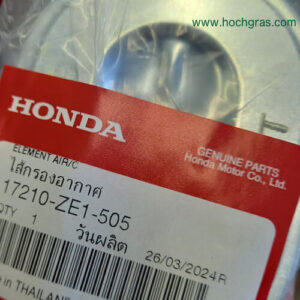 www.hochgras.com
HONDA
GENUINE PARTS
Honda Motor Co., Ltd.
ELEMENT AIR/C
ไส้กรองอากาศ
17210-ZE1-505
QTY 1
วันผลิต 26/03/2024R
in THAILAND